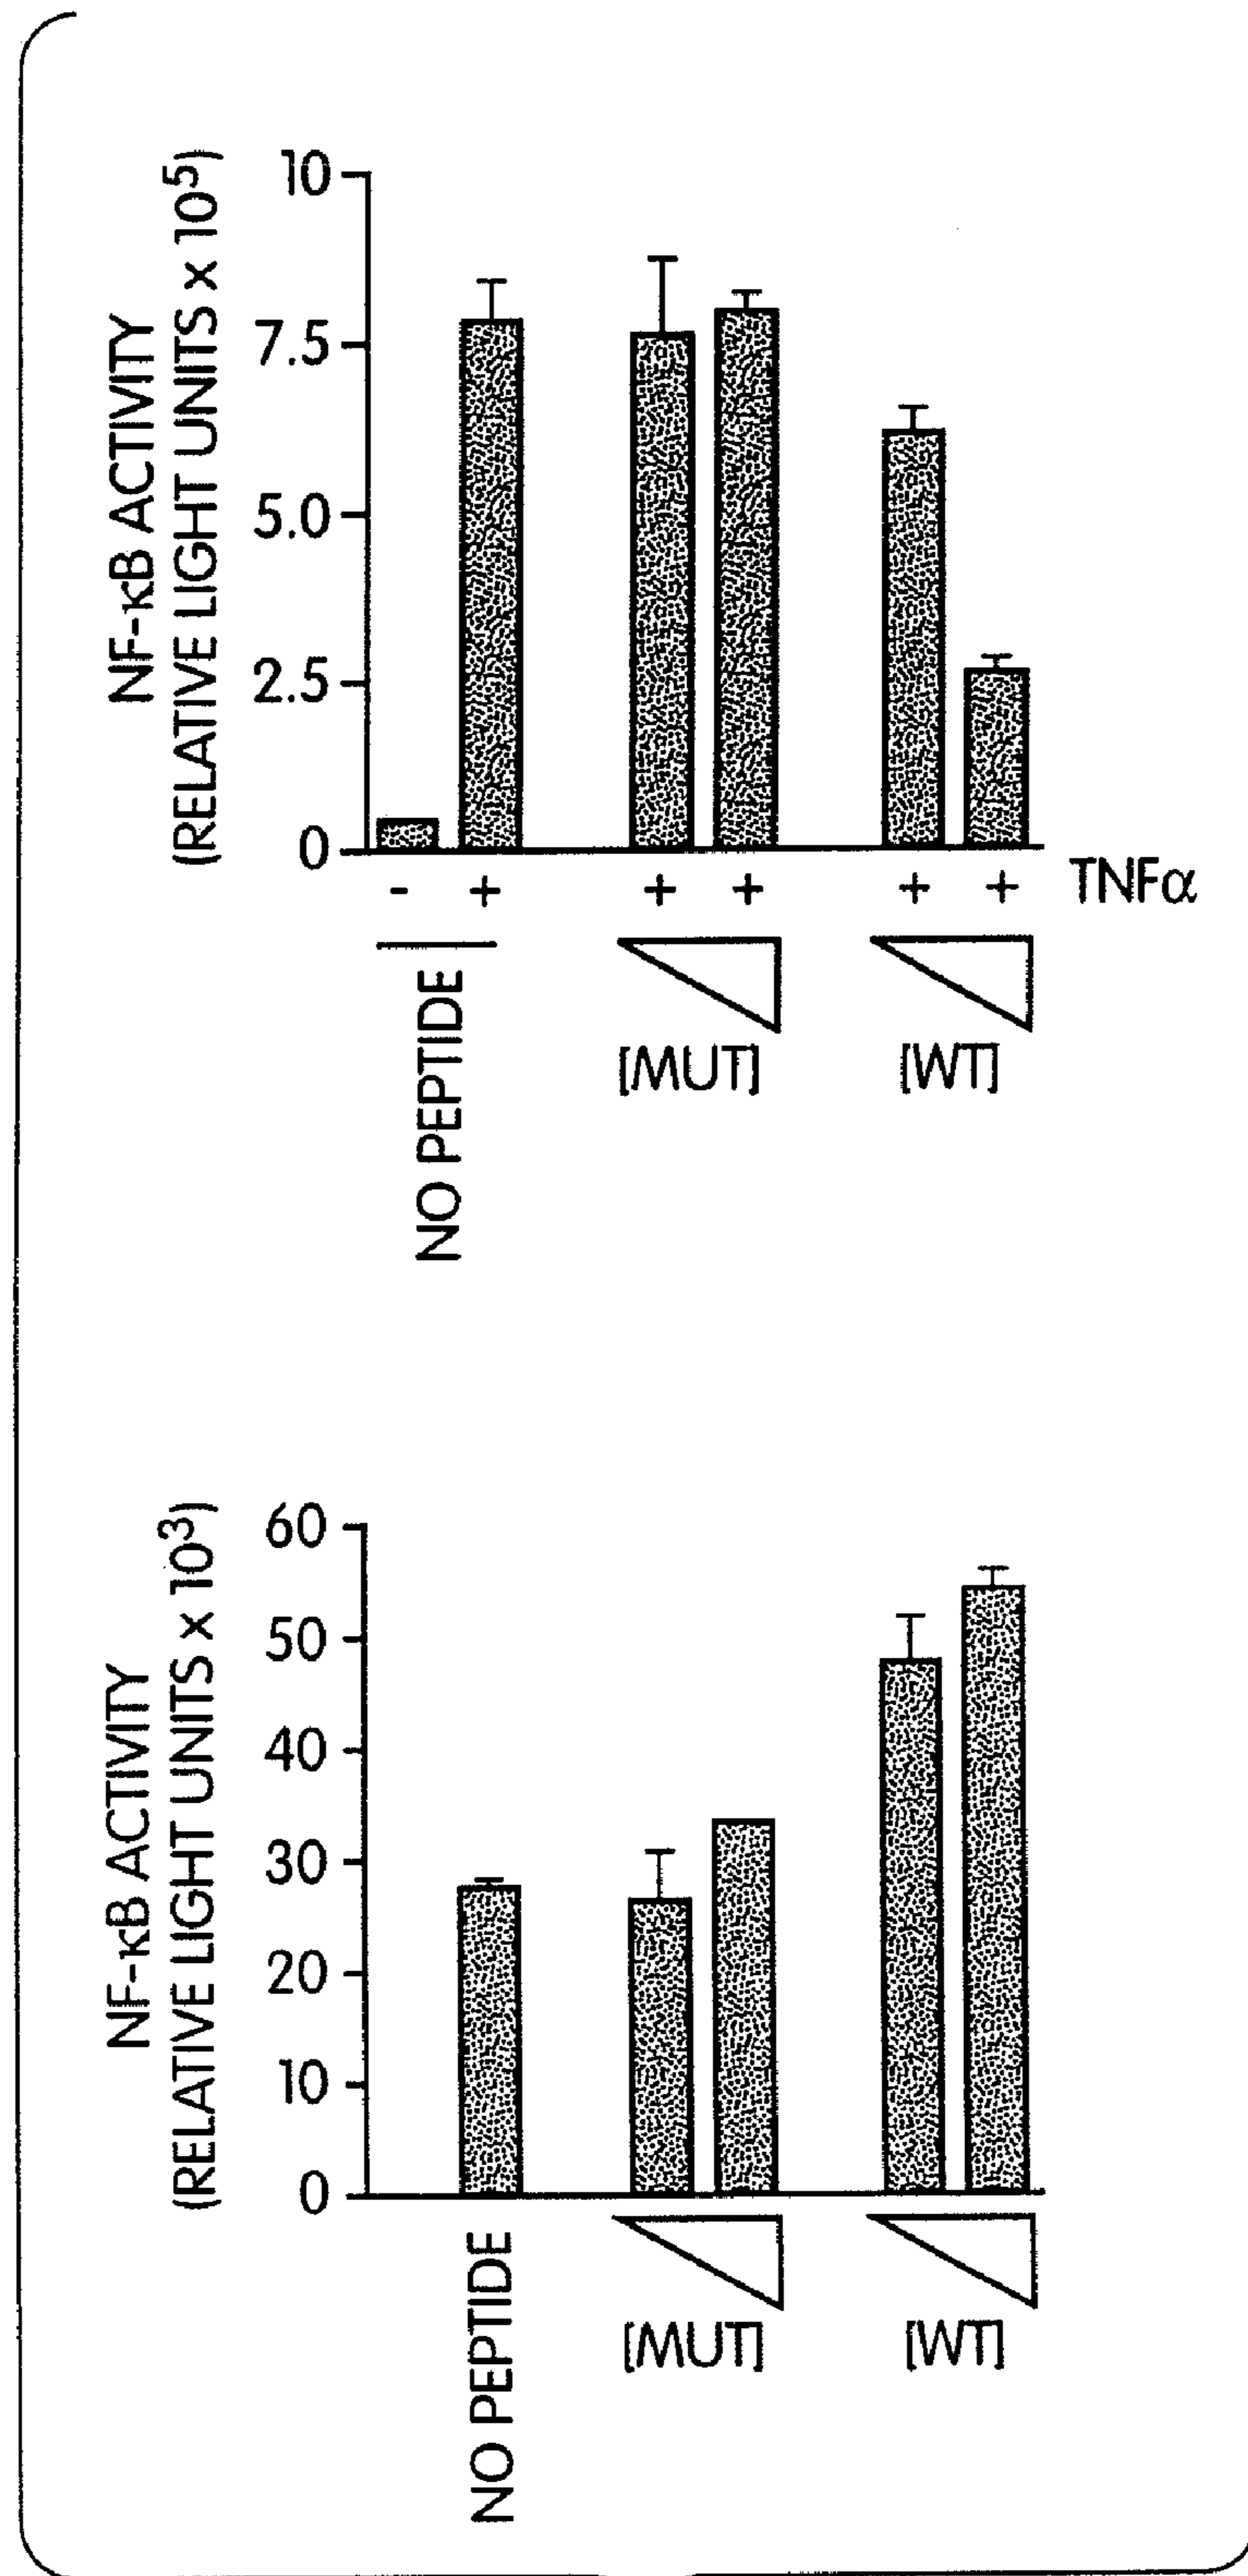 NF-κB ACTIVITY
(RELATIVE LIGHT UNITS x 10⁵)
10
7.5
5.0
2.5
0
- + + + + + TNFα
NO PEPTIDE
[MUT] [WT]
NF-κB ACTIVITY
(RELATIVE LIGHT UNITS x 10³)
60
50
40
30
20
10
0
NO PEPTIDE
[MUT] [WT]